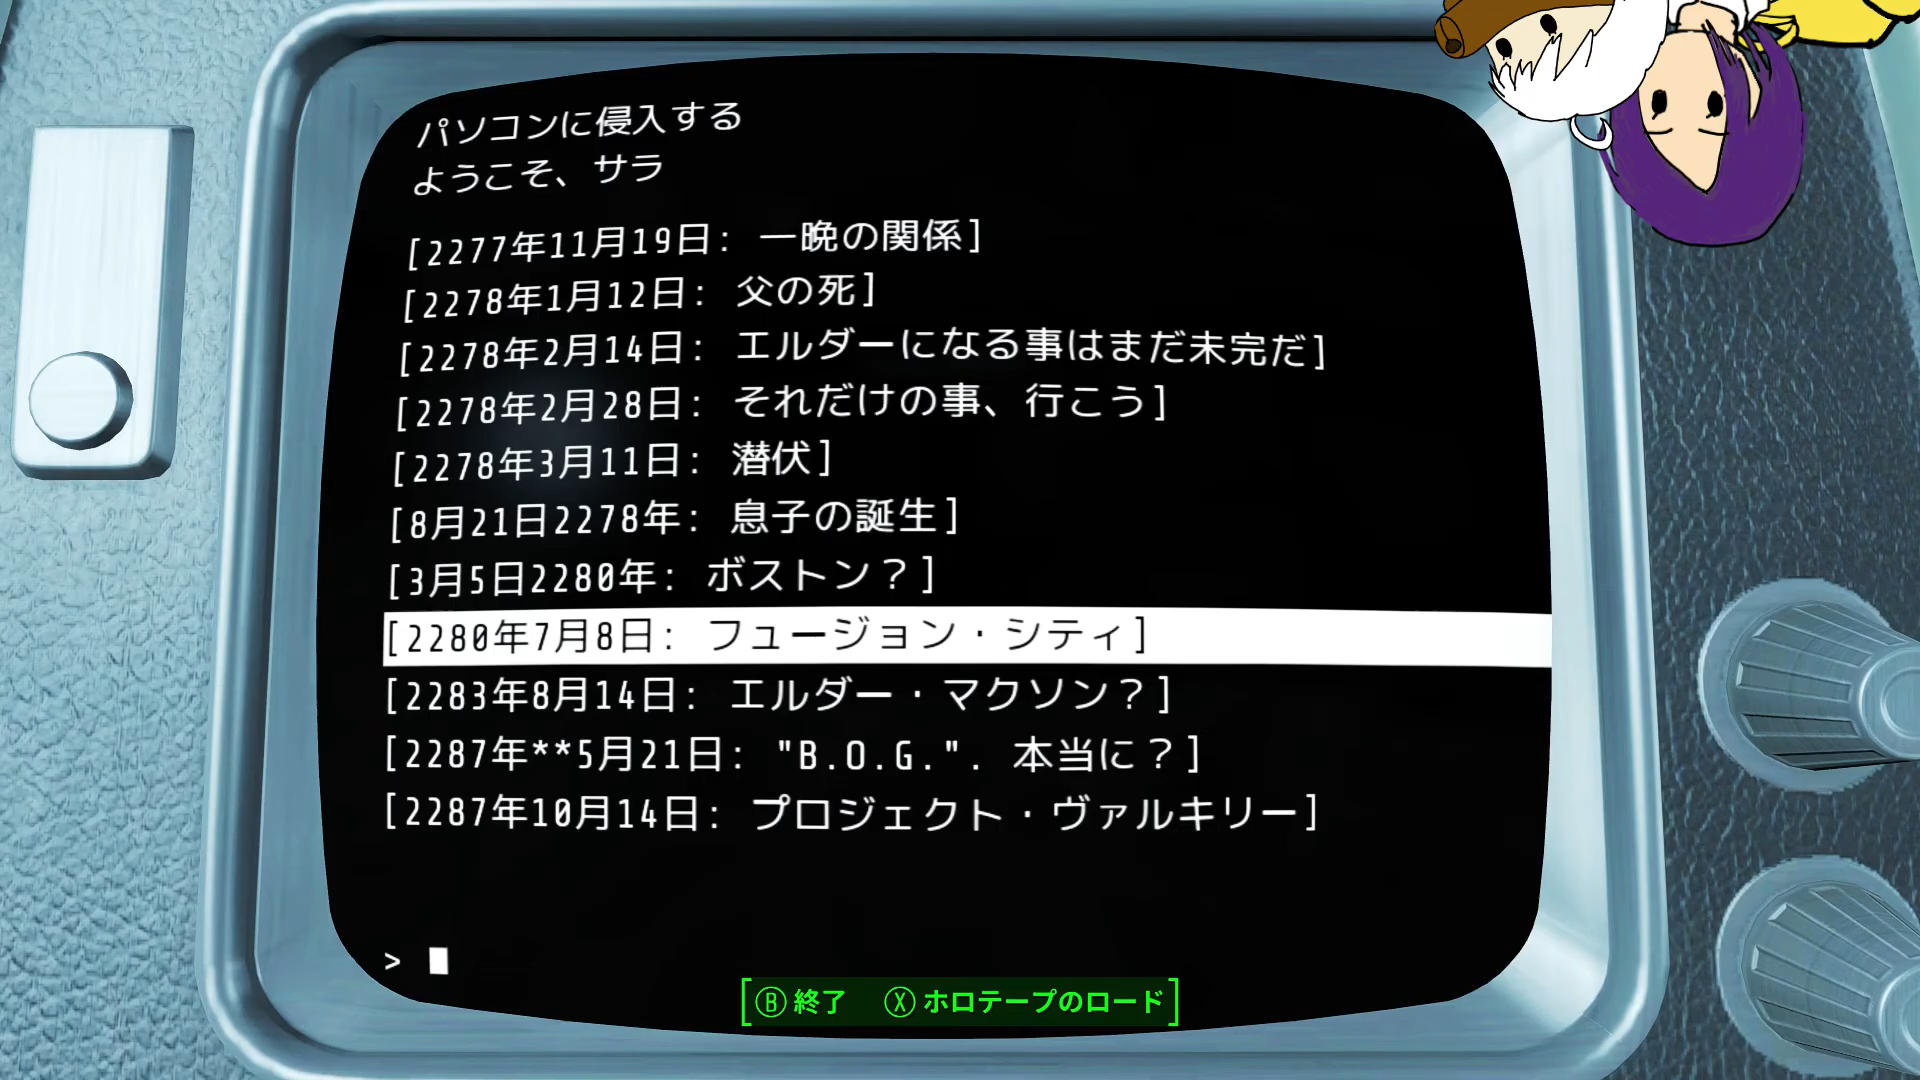 パソコンに侵入する
ようこそ、サラ
[2277年11月19日: 一晩の関係]
[2278年1月12日: 父の死]
[2278年2月14日: エルダーになる事はまだ未完だ]
[2278年2月28日: それだけの事、行こう]
[2278年3月11日: 潜伏]
[8月21日2278年: 息子の誕生]
[3月5日2280年: ボストン？]
[2280年7月8日: フュージョン・シティ]
[2283年8月14日: エルダー・マクソン？]
[2287年**5月21日: "B.O.G.". 本当に？]
[2287年10月14日: プロジェクト・ヴァルキリー]
>
[Ⓑ終了 Ⓧホロテープのロード]